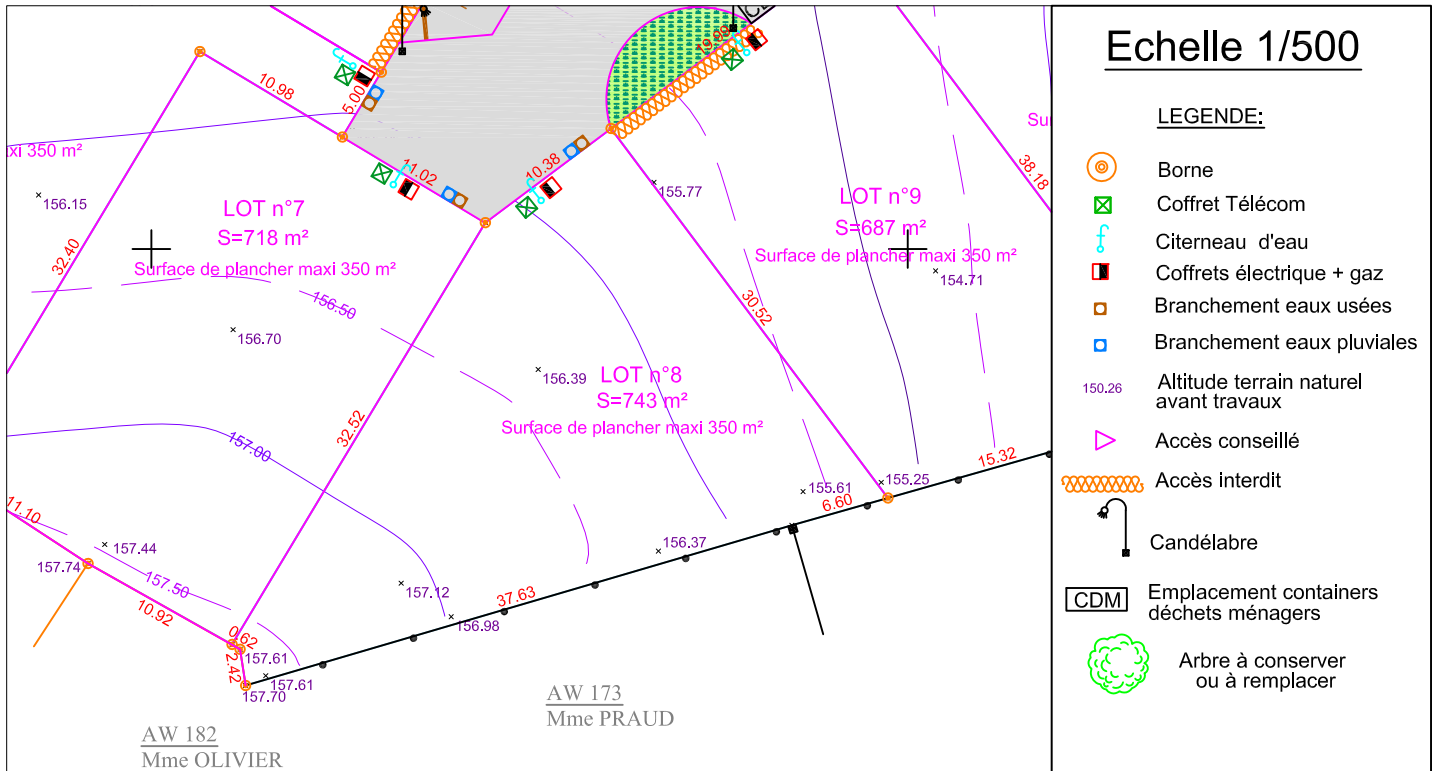 CD
19.09
10.98
5.00
11.02
10.38
38.18
Su
xi 350 m²
156.15
LOT n°7
S=718 m²
Surface de plancher maxi 350 m²
32.40
155.77
LOT n°9
S=687 m²
Surface de plancher maxi 350 m²
154.71
156.50
30.52
156.70
156.39
LOT n°8
S=743 m²
Surface de plancher maxi 350 m²
32.52
157.00
15.32
155.25
155.61
6.60
11.10
157.44
157.74
156.37
157.50
157.12
37.63
10.92
156.98
0.62
157.61
2.42
157.61
157.70
AW 173
Mme PRAUD
AW 182
Mme OLIVIER
Echelle 1/500
LEGENDE:
Borne
Coffret Télécom
Citerneau d'eau
Coffrets électrique + gaz
Branchement eaux usées
Branchement eaux pluviales
150.26 Altitude terrain naturel
avant travaux
Accès conseillé
Accès interdit
Candélabre
CDM Emplacement containers
déchets ménagers
Arbre à conserver
ou à remplacer